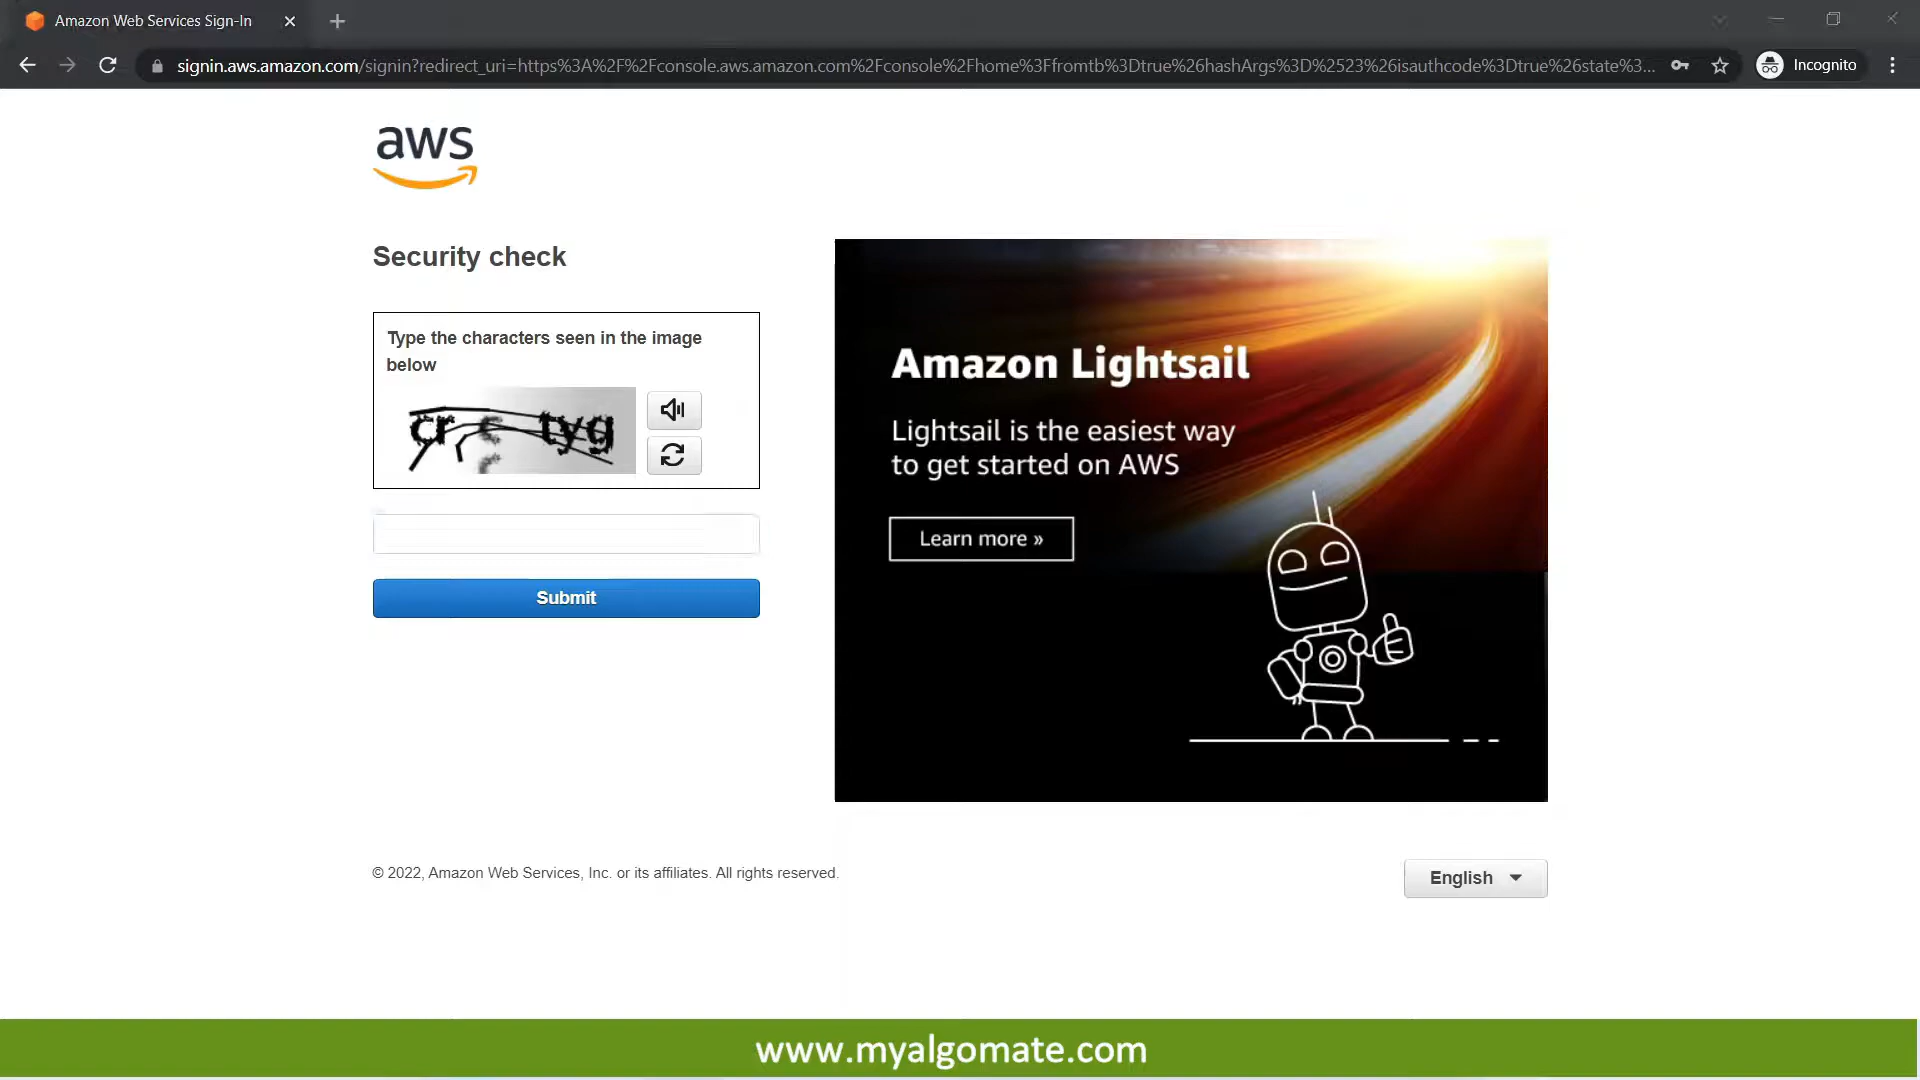 Amazon Web Services Sign-In
signin.aws.amazon.com/signin?redirect_uri=https%3A%2F%2Fconsole.aws.amazon.com%2Fconsole%2Fhome%3Ffromtb%3Dtrue%26hashArgs%3D%2523%26isauthcode%3Dtrue%26state%3...
Incognito
aws
Security check
Type the characters seen in the image
below
Submit
Amazon Lightsail
Lightsail is the easiest way
to get started on AWS
Learn more »
© 2022, Amazon Web Services, Inc. or its affiliates. All rights reserved.
English
www.myalgomate.com